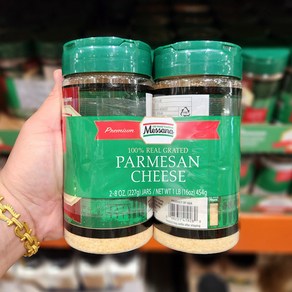 Premium
Messana
100% REAL GRATED
PARMESAN
CHEESE
2-8 OZ. (227g) JARS / NET WT 1 LB (16oz) 454g